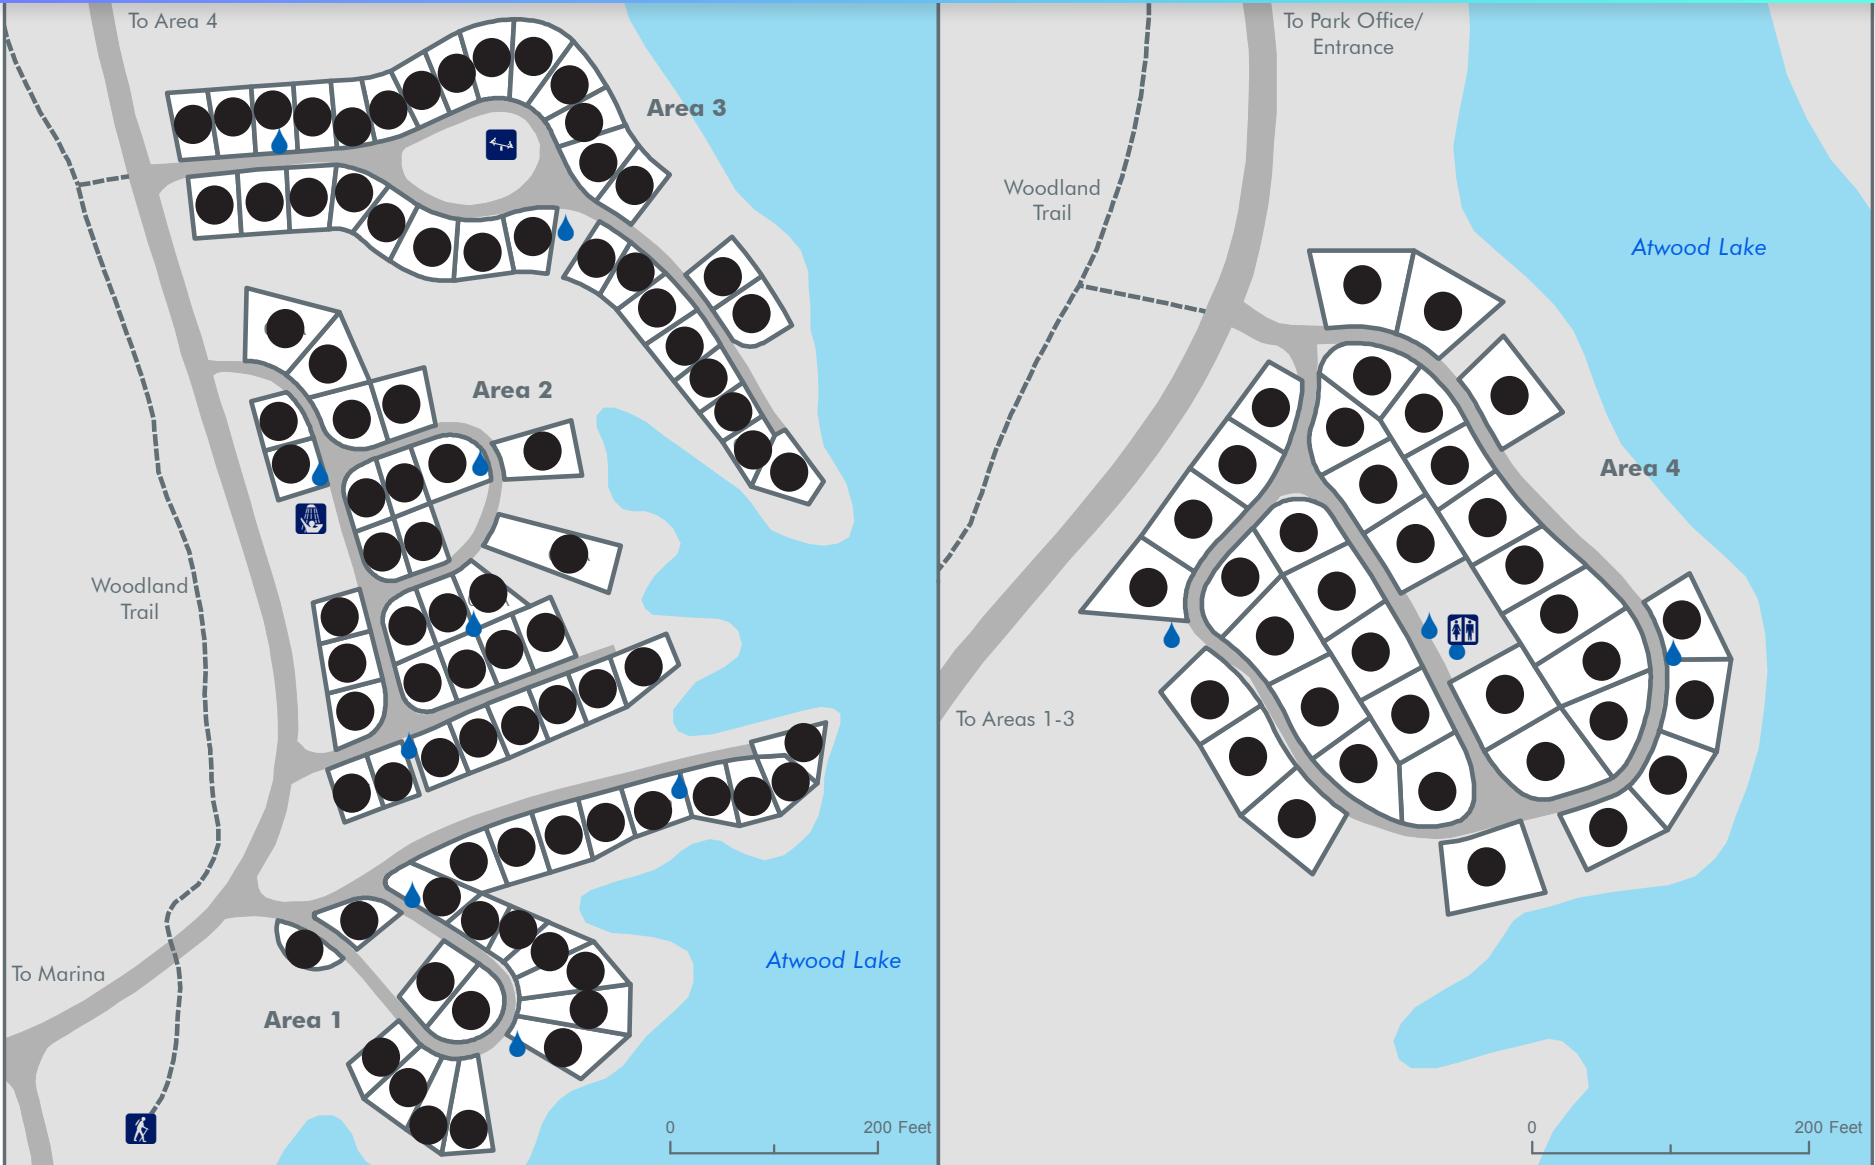 To Area 4
Area 3
Area 2
Woodland
Trail
To Marina
Area 1
Atwood Lake
0
200 Feet
To Park Office/
Entrance
Woodland
Trail
Atwood Lake
Area 4
To Areas 1-3
0
200 Feet